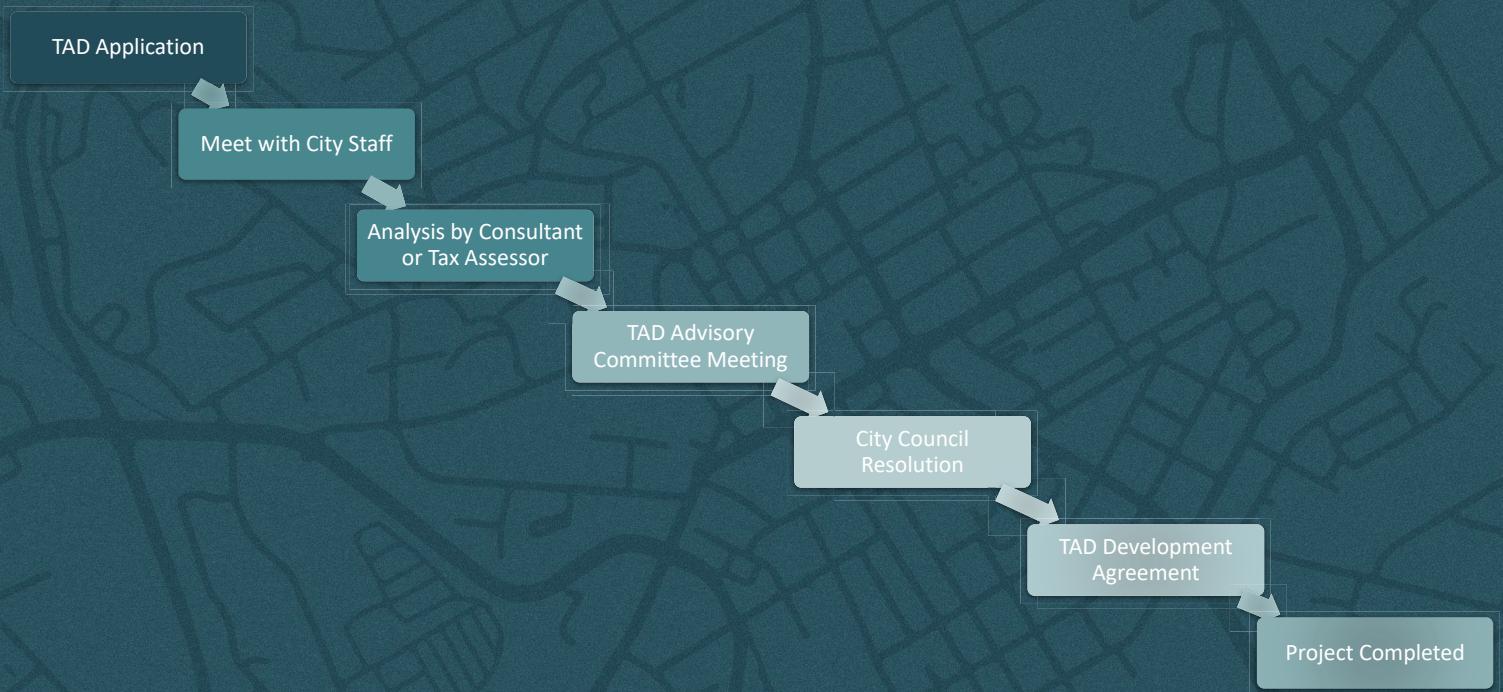 TAD Application
Meet with City Staff
Analysis by Consultant
or Tax Assessor
TAD Advisory
Committee Meeting
City Council
Resolution
TAD Development
Agreement
Project Completed